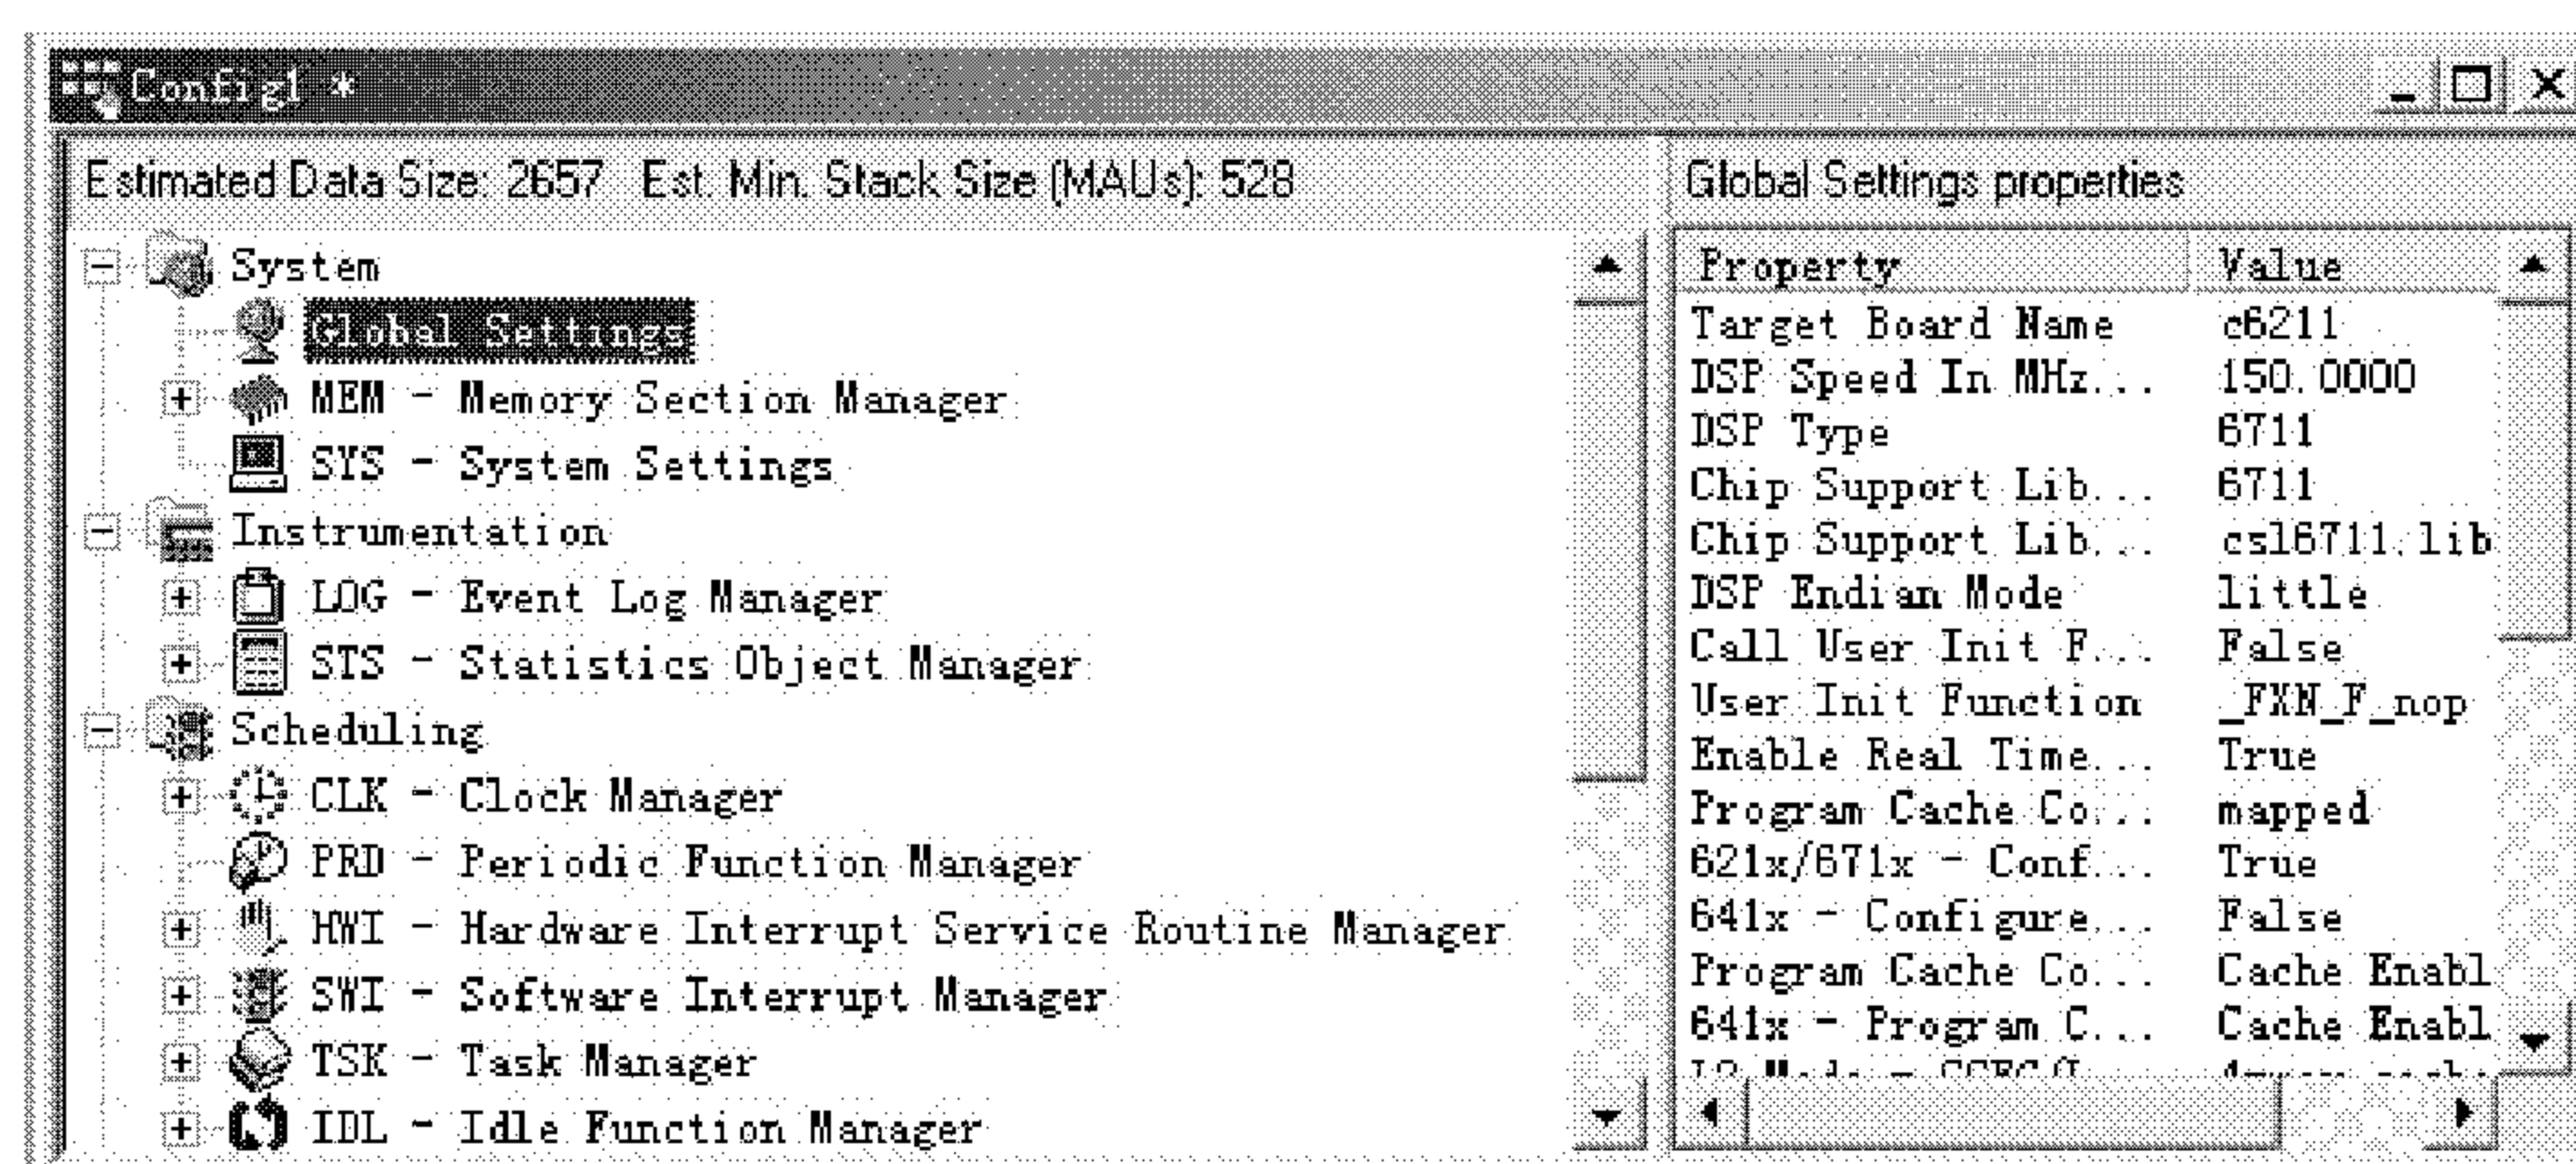 Config1 *
Estimated Data Size: 2657 Est. Min. Stack Size (MAUs): 528
System
Global Settings
MEM - Memory Section Manager
SYS - System Settings
Instrumentation
LOG - Event Log Manager
STS - Statistics Object Manager
Scheduling
CLK - Clock Manager
PRD - Periodic Function Manager
HWI - Hardware Interrupt Service Routine Manager
SWI - Software Interrupt Manager
TSK - Task Manager
IDL - Idle Function Manager
Global Settings properties
Property Value
Target Board Name c6211
DSP Speed In MHz... 150.0000
DSP Type 6711
Chip Support Lib... 6711
Chip Support Lib... csl6711.lib
DSP Endian Mode little
Call User Init F... False
User Init Function _FXN_F_nop
Enable Real Time... True
Program Cache Co... mapped
621x/671x - Conf... True
641x - Configure... False
Program Cache Co... Cache Enabl
641x - Program C... Cache Enabl